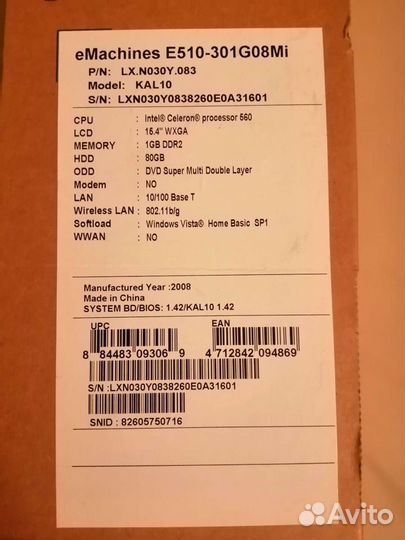 eMachines E510-301G08Mi
P/N: LX.N030Y.083
Model: KAL10
S/N: LXN030Y0838260E0A31601
CPU : Intel® Celeron® processor 560
LCD : 15.4" WXGA
MEMORY : 1GB DDR2
HDD : 80GB
ODD : DVD Super Multi Double Layer
Modem : NO
LAN : 10/100 Base T
Wireless LAN : 802.11b/g
Softload : Windows Vista® Home Basic SP1
WWAN : NO
Manufactured Year :2008
Made in China
SYSTEM BD/BIOS: 1.42/KAL10 1.42
UPC EAN
8 84483 09306 9 4 712842 094869
S/N :LXN030Y0838260E0A31601
SNID : 82605750716
Avito